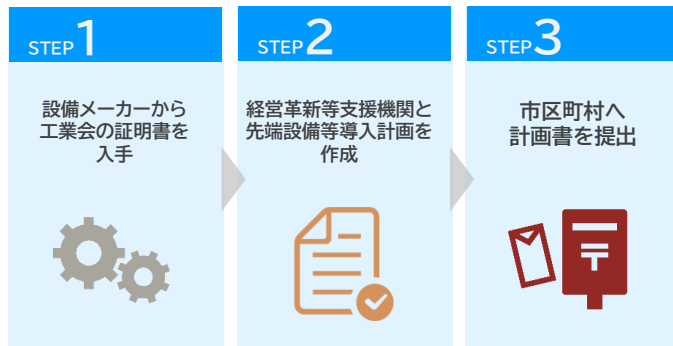 STEP1
設備メーカーから
工業会の証明書を
入手
STEP2
経営革新等支援機関と
先端設備等導入計画を
作成
STEP3
市区町村へ
計画書を提出
〒